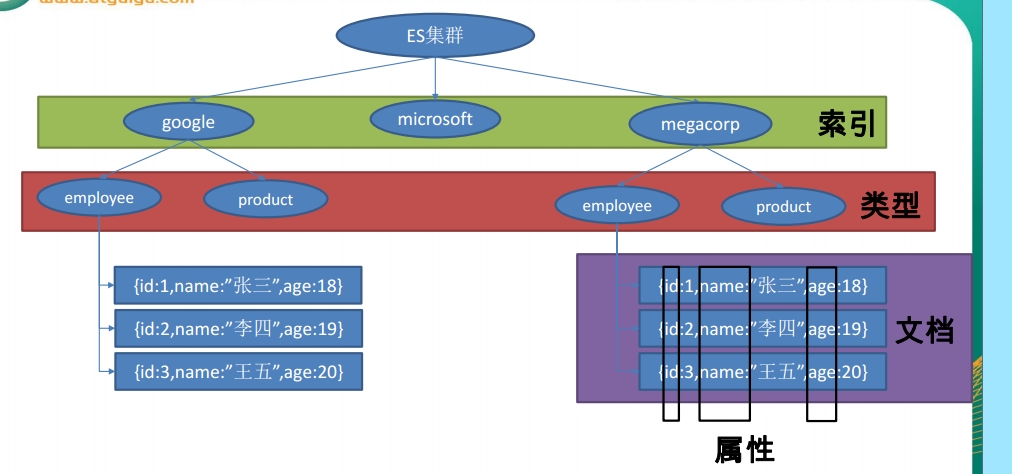 www.atguigu.com
ES集群
google
microsoft
megacorp
索引
employee
product
employee
product
类型
{id:1,name:”张三”,age:18}
{id:1,name:”张三”,age:18}
{id:2,name:”李四”,age:19}
{id:2,name:”李四”,age:19}
文档
{id:3,name:”王五”,age:20}
{id:3,name:”王五”,age:20}
属性